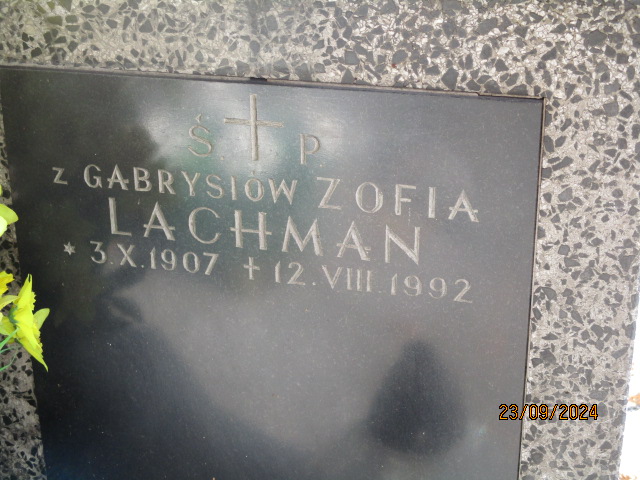 Ś † P
z GABRYSIÓW ZOFIA
LACHMAN
* 3.X.1907 † 12.VIII.1992
23/09/2024